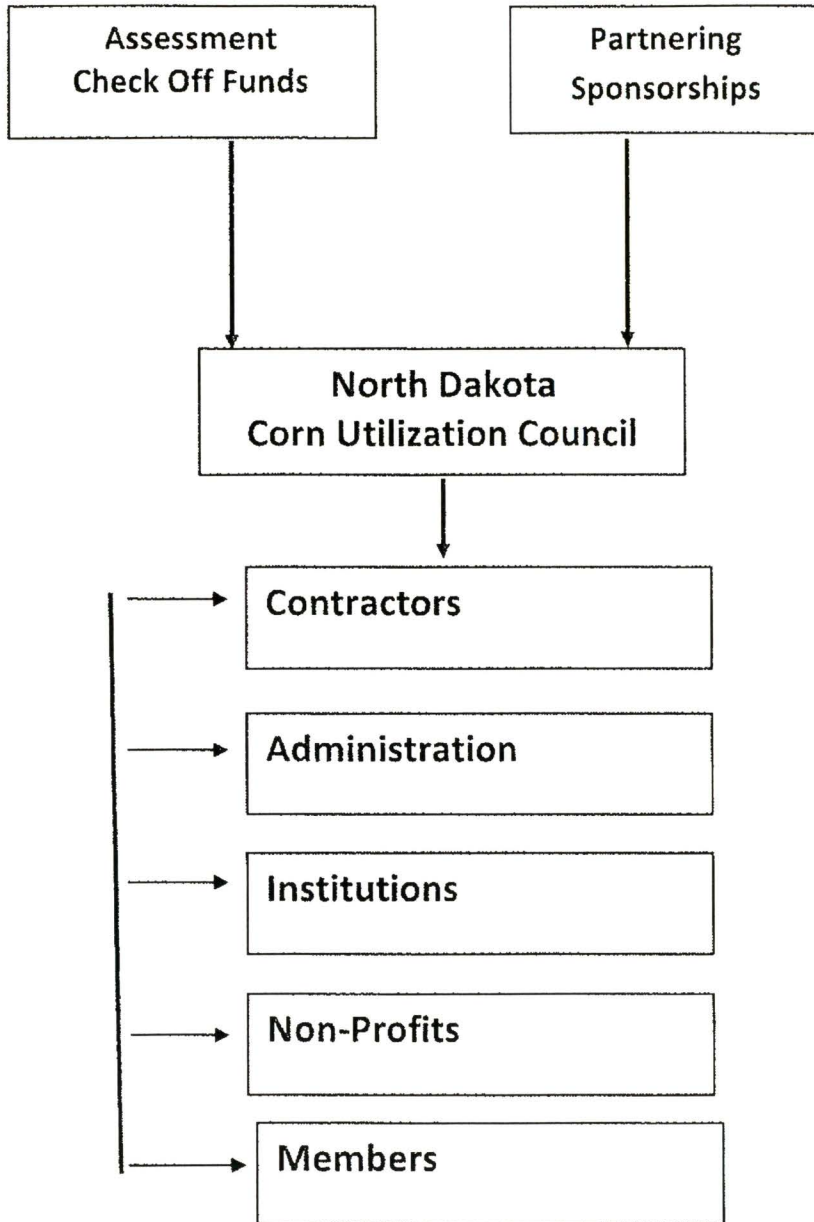 Assessment
Check Off Funds
Partnering
Sponsorships
North Dakota
Corn Utilization Council
Contractors
Administration
Institutions
Non-Profits
Members